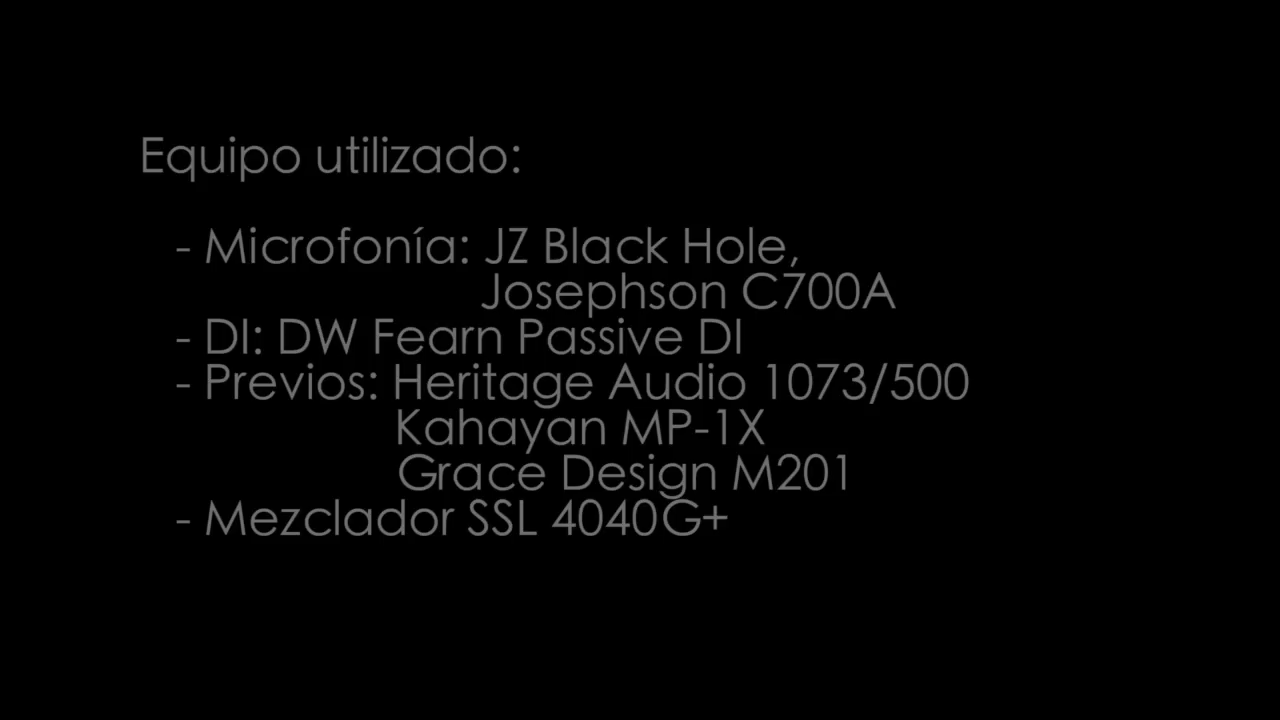 Equipo utilizado:
- Microfonía: JZ Black Hole,
Josephson C700A
- DI: DW Fearn Passive DI
- Previos: Heritage Audio 1073/500
Kahayan MP-1X
Grace Design M201
- Mezclador SSL 4040G+